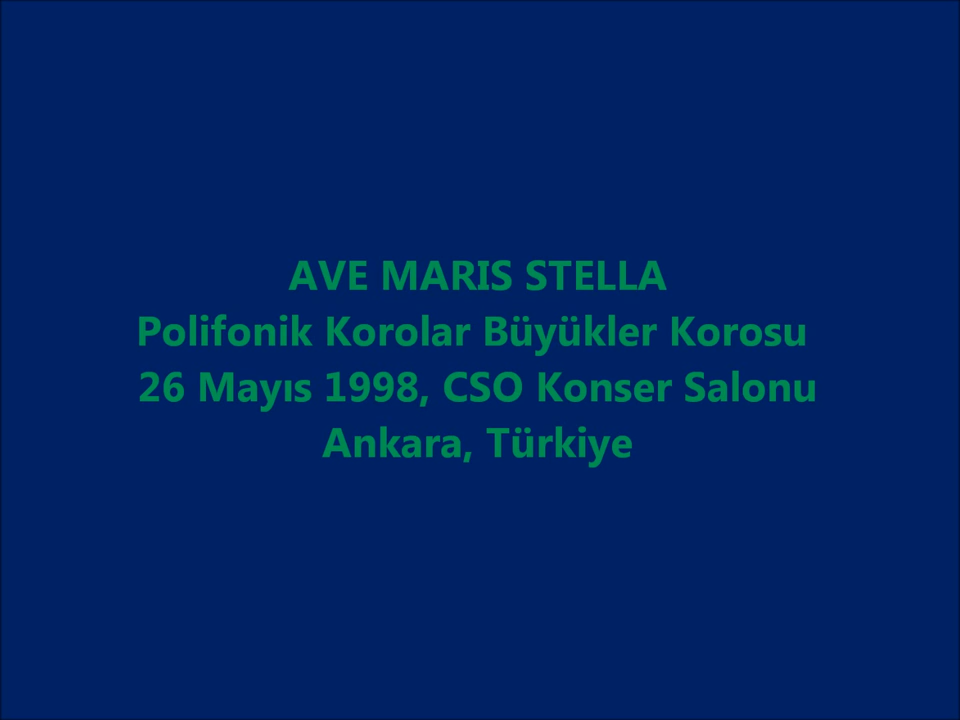 AVE MARIS STELLA
Polifonik Korolar Büyükler Korosu
26 Mayıs 1998, CSO Konser Salonu
Ankara, Türkiye